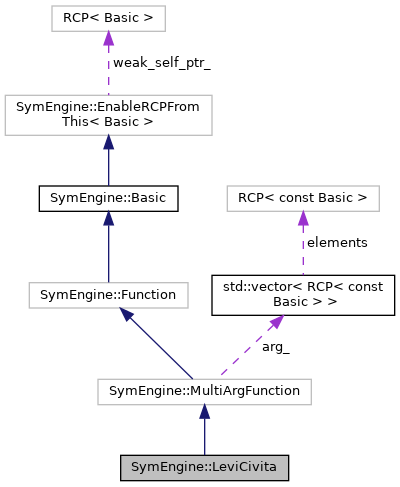 RCP< Basic >
weak_self_ptr_
SymEngine::EnableRCPFrom
This< Basic >
SymEngine::Basic
RCP< const Basic >
elements
SymEngine::Function
std::vector< RCP< const
Basic > >
arg_
SymEngine::MultiArgFunction
SymEngine::LeviCivita